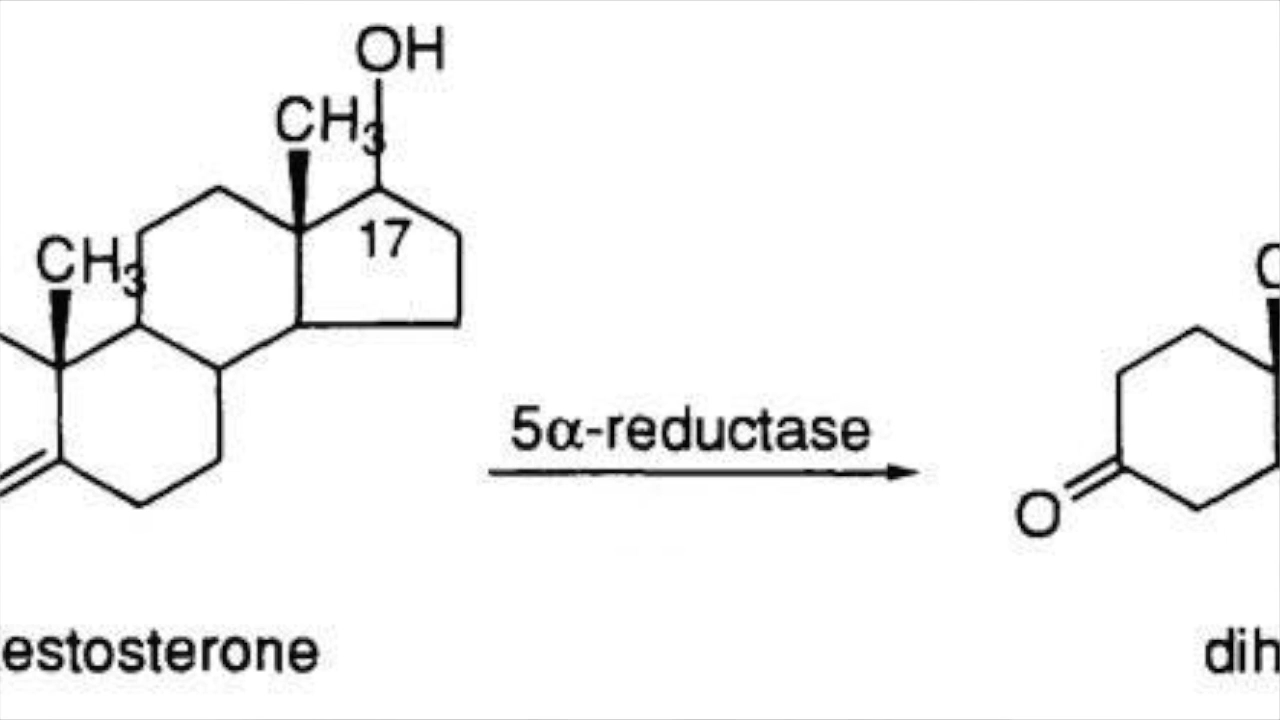 OH
CH3
17
CH3
5α-reductase
O
estosterone
dih